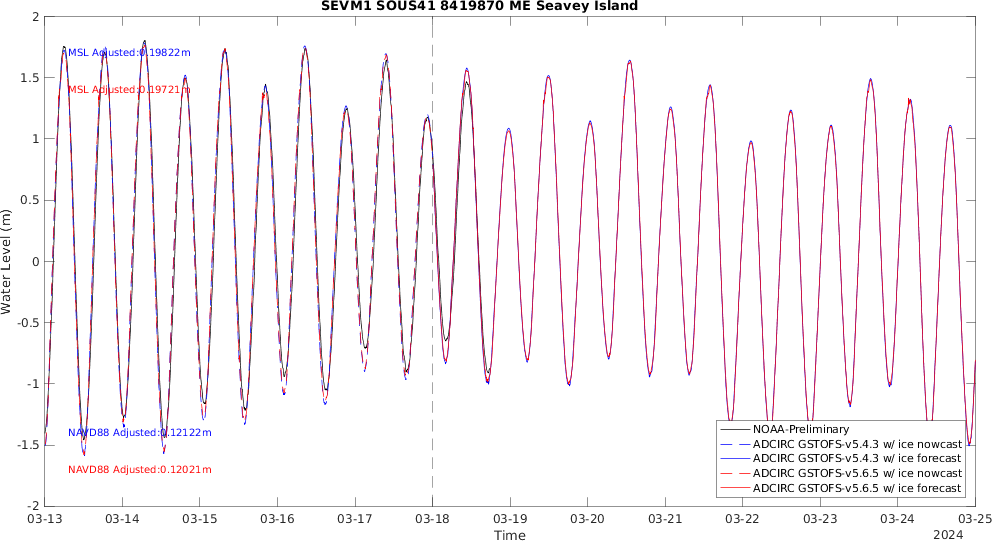 SEVM1 SOUS41 8419870 ME Seavey Island
2
1.5
1
0.5
0
-0.5
-1
-1.5
-2
Water Level (m)
MSL Adjusted:0.19822m
MSL Adjusted:0.19721m
NAVD88 Adjusted:0.12122m
NAVD88 Adjusted:0.12021m
NOAA-Preliminary
ADCIRC GSTOFS-v5.4.3 w/ ice nowcast
ADCIRC GSTOFS-v5.4.3 w/ ice forecast
ADCIRC GSTOFS-v5.6.5 w/ ice nowcast
ADCIRC GSTOFS-v5.6.5 w/ ice forecast
03-13 03-14 03-15 03-16 03-17 03-18 03-19 03-20 03-21 03-22 03-23 03-24 03-25
Time
2024